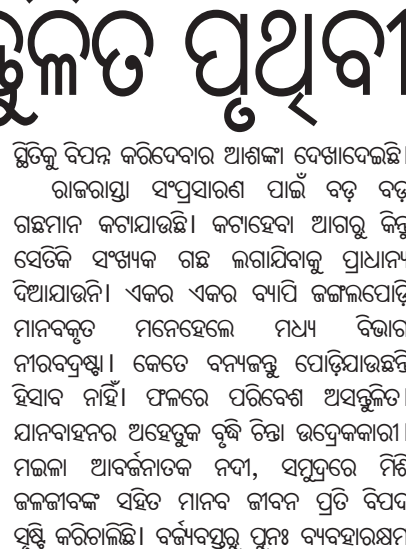 ତୁଳିତ ପୃଥିବୀ
ସ୍ଥିତିକୁ ବିପନ୍ନ କରିଦେବାର ଆଶଙ୍କା ଦେଖାଦେଇଛି।
ରାଜରାସ୍ତା ସଂପ୍ରସାରଣ ପାଇଁ ବଡ଼ ବଡ଼
ଗଛମାନ କଟାଯାଉଛି। କଟାହେବା ଆଗରୁ କିନ୍ତୁ
ସେତିକି ସଂଖ୍ୟକ ଗଛ ଲଗାଯିବାକୁ ପ୍ରାଧାନ୍ୟ
ଦିଆଯାଉନି। ଏକର ଏକର ବ୍ୟାପି ଜଙ୍ଗଲପୋଡ଼ି
ମାନବକୃତ ମନେହେଲେ ମଧ୍ୟ ବିଭାଗ
ନୀରବଦ୍ରଷ୍ଟା। କେତେ ବନ୍ୟଜନ୍ତୁ ପୋଡ଼ିଯାଉଛନ୍ତି
ହିସାବ ନାହିଁ। ଫଳରେ ପରିବେଶ ଅସନ୍ତୁଳିତ।
ଯାନବାହନର ଅହେତୁକ ବୃଦ୍ଧି ଚିନ୍ତା ଉଦ୍ରେକକାରୀ।
ମଇଳା ଆବର୍ଜନାତକ ନଦୀ, ସମୁଦ୍ରରେ ମିଶି
ଜଳଜୀବଙ୍କ ସହିତ ମାନବ ଜୀବନ ପ୍ରତି ବିପଦ
ସୃଷ୍ଟି କରିଚାଲିଛି। ବର୍ଜ୍ୟବସ୍ତୁର ପୁନଃ ବ୍ୟବହାରକ୍ଷମ